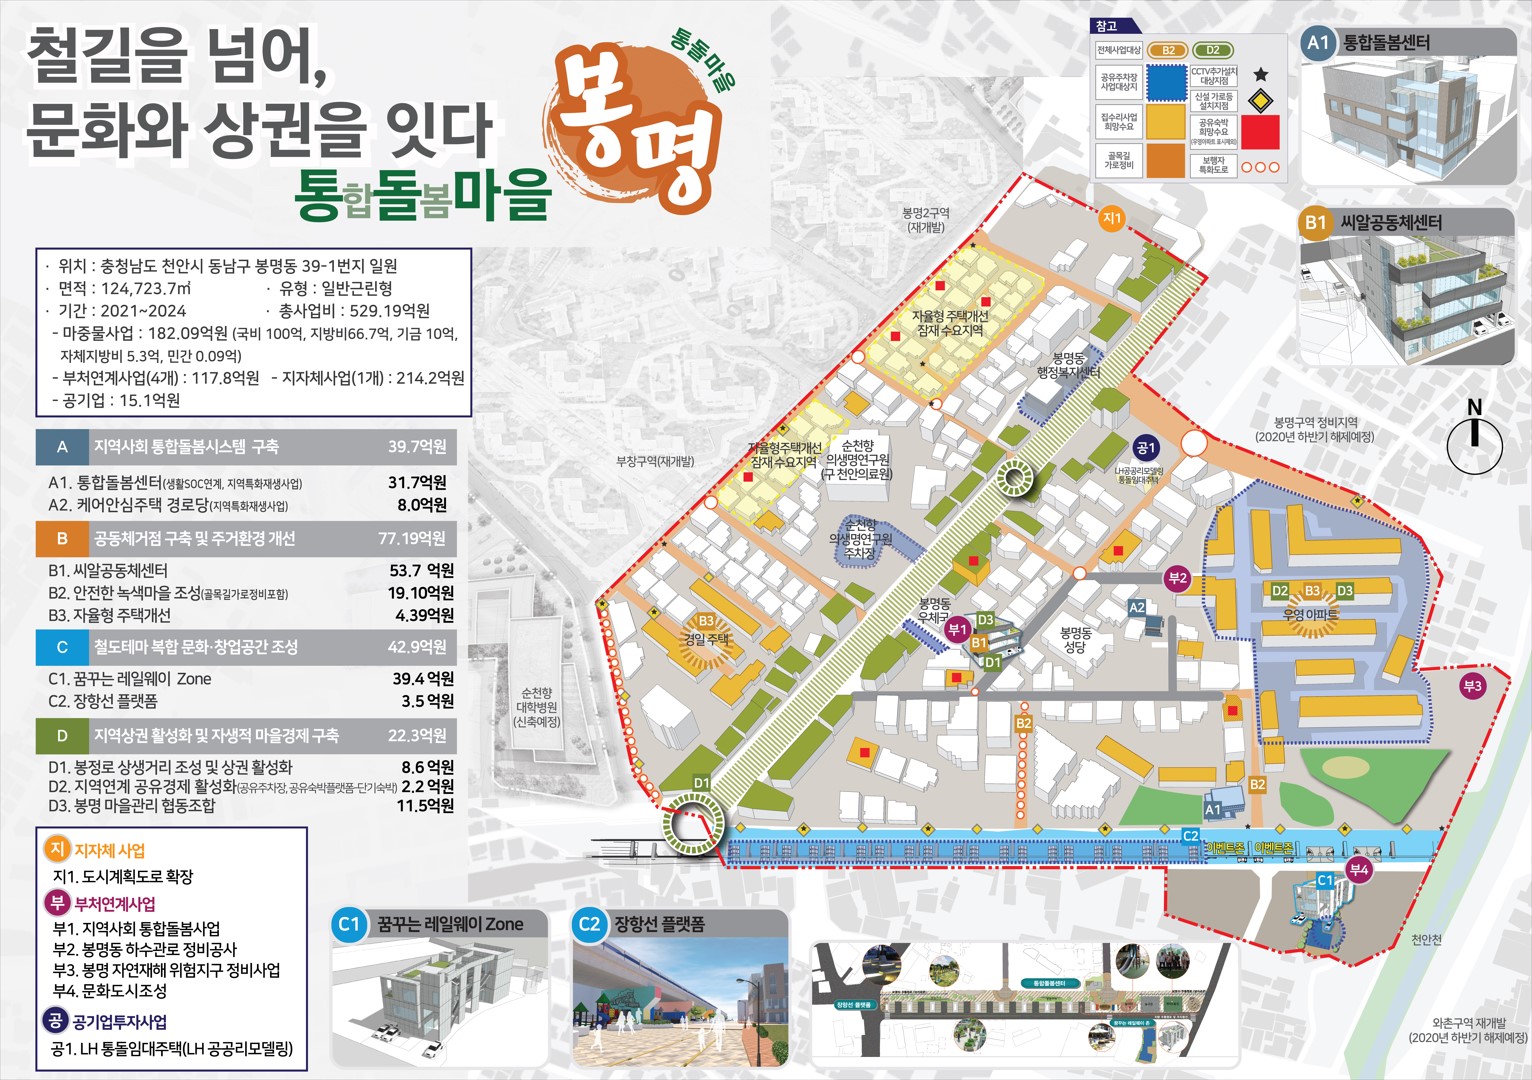 철길을 넘어,
문화와 상권을 잇다
통합돌봄마을
통돌마을
봉명
· 위치 : 충청남도 천안시 동남구 봉명동 39-1번지 일원
· 면적 : 124,723.7㎡ · 유형 : 일반근린형
· 기간 : 2021~2024 · 총사업비 : 529.19억원
- 마중물사업 : 182.09억원 (국비 100억, 지방비66.7억, 기금 10억,
자체지방비 5.3억, 민간 0.09억)
- 부처연계사업(4개) : 117.8억원 - 지자체사업(1개) : 214.2억원
- 공기업 : 15.1억원
A 지역사회 통합돌봄시스템 구축 39.7억원
A1. 통합돌봄센터(생활SOC연계, 지역특화재생사업) 31.7억원
A2. 케어안심주택 경로당(지역특화재생사업) 8.0억원
B 공동체거점 구축 및 주거환경 개선 77.19억원
B1. 씨알공동체센터 53.7 억원
B2. 안전한 녹색마을 조성(골목길가로정비포함) 19.10억원
B3. 자율형 주택개선 4.39억원
C 철도테마 복합 문화·창업공간 조성 42.9억원
C1. 꿈꾸는 레일웨이 Zone 39.4 억원
C2. 장항선 플랫폼 3.5 억원
D 지역상권 활성화 및 자생적 마을경제 구축 22.3억원
D1. 봉정로 상생거리 조성 및 상권 활성화 8.6 억원
D2. 지역연계 공유경제 활성화(공유주차장, 공유숙박플랫폼-단기숙박) 2.2 억원
D3. 봉명 마을관리 협동조합 11.5억원
지 지자체 사업
지1. 도시계획도로 확장
부 부처연계사업
부1. 지역사회 통합돌봄사업
부2. 봉명동 하수관로 정비공사
부3. 봉명 자연재해 위험지구 정비사업
부4. 문화도시조성
공 공기업투자사업
공1. LH 통돌임대주택(LH 공공리모델링)
참고
전체사업대상 B2 D2
공유주차장
사업대상지
CCTV추가설치
대상지점
신설 가로등
설치지점
집수리사업
희망수요
공유숙박
희망수요
(우영아파트 표시제외)
골목길
가로정비
보행자
특화도로
A1 통합돌봄센터
B1 씨알공동체센터
N
봉명2구역
(재개발)
지1
자율형 주택개선
잠재 수요지역
봉명동
행정복지센터
봉명구역 정비지역
(2020년 하반기 해제예정)
부창구역(재개발)
자율형주택개선
잠재 수요지역
순천향
의생명연구원
(구 천안의료원)
공1
LH공공리모델링
통돌임대주택
순천향
의생명연구원
주차장
부2
D2 B3 D3
우영 아파트
A2
봉명동
우체국
부1
D3
B1
D1
봉명동
성당
B3
경일 주택
순천향
대학병원
(신축예정)
부3
B2
B2
D1
A1
C2
이벤트존 이벤트존
부4
C1
천안천
C1 꿈꾸는 레일웨이 Zone
C2 장항선 플랫폼
장항선 플랫폼
통합돌봄센터
꿈꾸는 레일웨이 존
와촌구역 재개발
(2020년 하반기 해제예정)